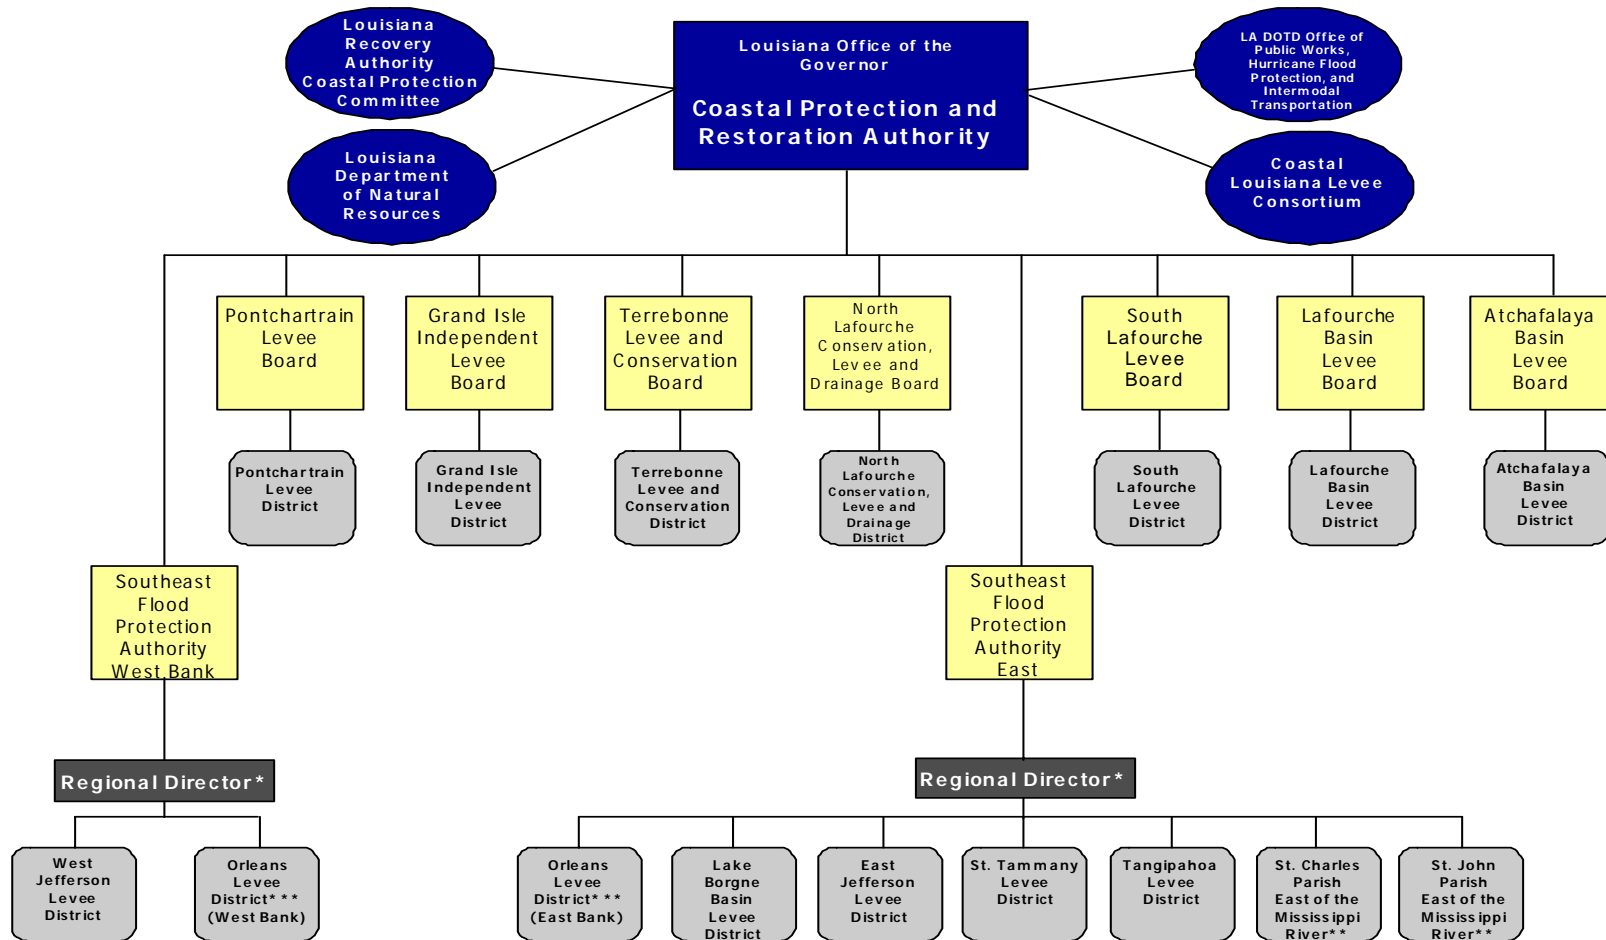 Louisiana
Recovery
Authority
Coastal Protection
Committee
Louisiana Office of the
Governor
Coastal Protection and
Restoration Authority
LA DOTD Office of
Public Works,
Hurricane Flood
Protection, and
Intermodal
Transportation
Louisiana
Department
of Natural
Resources
Coastal
Louisiana Levee
Consortium
Pontchartrain
Levee
Board
Grand Isle
Independent
Levee
Board
Terrebonne
Levee and
Conservation
Board
North
Lafourche
Conservation,
Levee and
Drainage Board
South
Lafourche
Levee
Board
Lafourche
Basin
Levee
Board
Atchafalaya
Basin
Levee
Board
Pontchartrain
Levee
District
Grand Isle
Independent
Levee
District
Terrebonne
Levee and
Conservation
District
North
Lafourche
Conservation,
Levee and
Drainage
District
South
Lafourche
Levee
District
Lafourche
Basin
Levee
District
Atchafalaya
Basin
Levee
District
Southeast
Flood
Protection
Authority
West Bank
Southeast
Flood
Protection
Authority
East
Regional Director*
Regional Director*
West
Jefferson
Levee
District
Orleans
Levee
District***
(West Bank)
Orleans
Levee
District***
(East Bank)
Lake
Borgne
Basin
Levee
District
East
Jefferson
Levee
District
St. Tammany
Levee
District
Tangipahoa
Levee
District
St. Charles
Parish
East of the
Mississippi
River**
St. John
Parish
East of the
Mississippi
River**